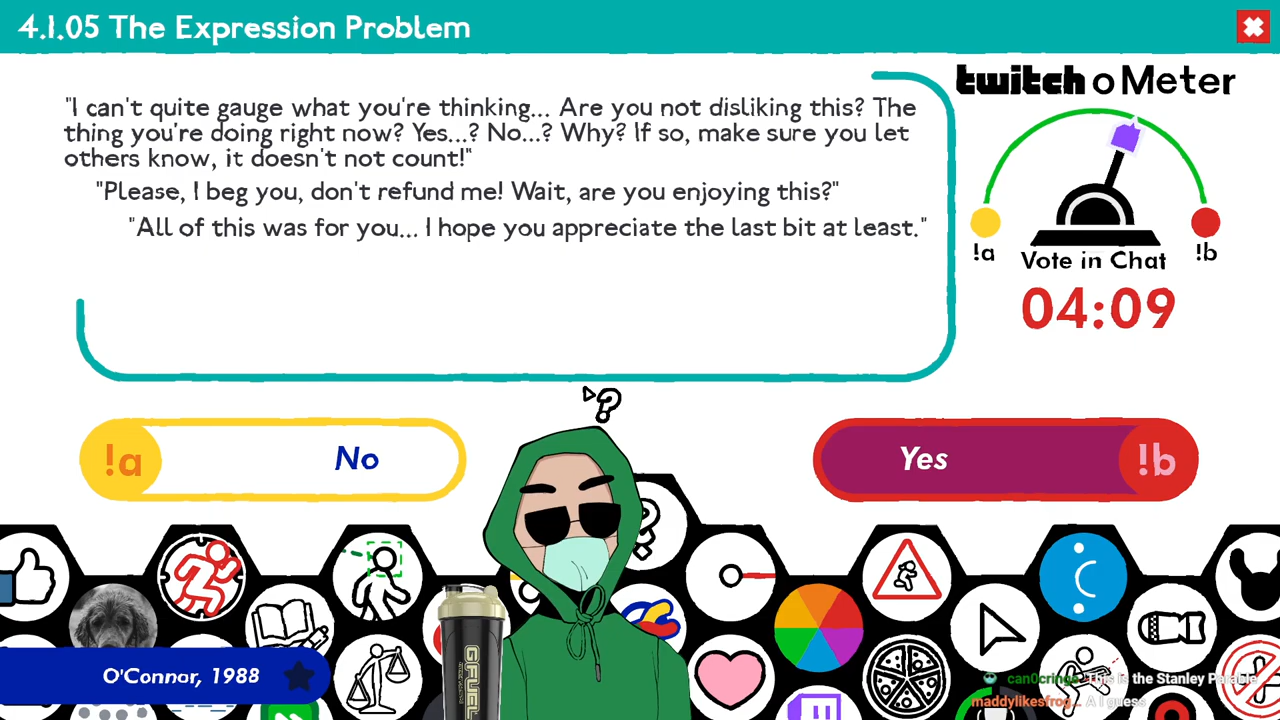 4.1.05 The Expression Problem
"I can't quite gauge what you're thinking... Are you not disliking this? The
thing you're doing right now? Yes...? No...? Why? If so, make sure you let
others know, it doesn't not count!"
"Please, I beg you, don't refund me! Wait, are you enjoying this?"
"All of this was for you... I hope you appreciate the last bit at least."
twitch o Meter
!a
!b
Vote in Chat
04:09
?
!a No
Yes !b
G FUEL
O'Connor, 1988
can0cringe This is the Stanley Parable
maddylikesfrog... A I guess